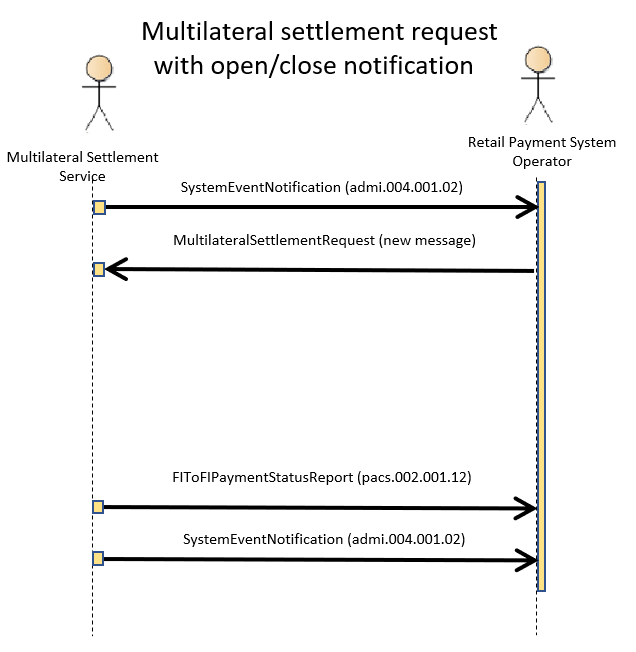 Multilateral settlement request
with open/close notification
Multilateral Settlement
Service
Retail Payment System
Operator
SystemEventNotification (admi.004.001.02)
MultilateralSettlementRequest (new message)
FIToFIPaymentStatusReport (pacs.002.001.12)
SystemEventNotification (admi.004.001.02)